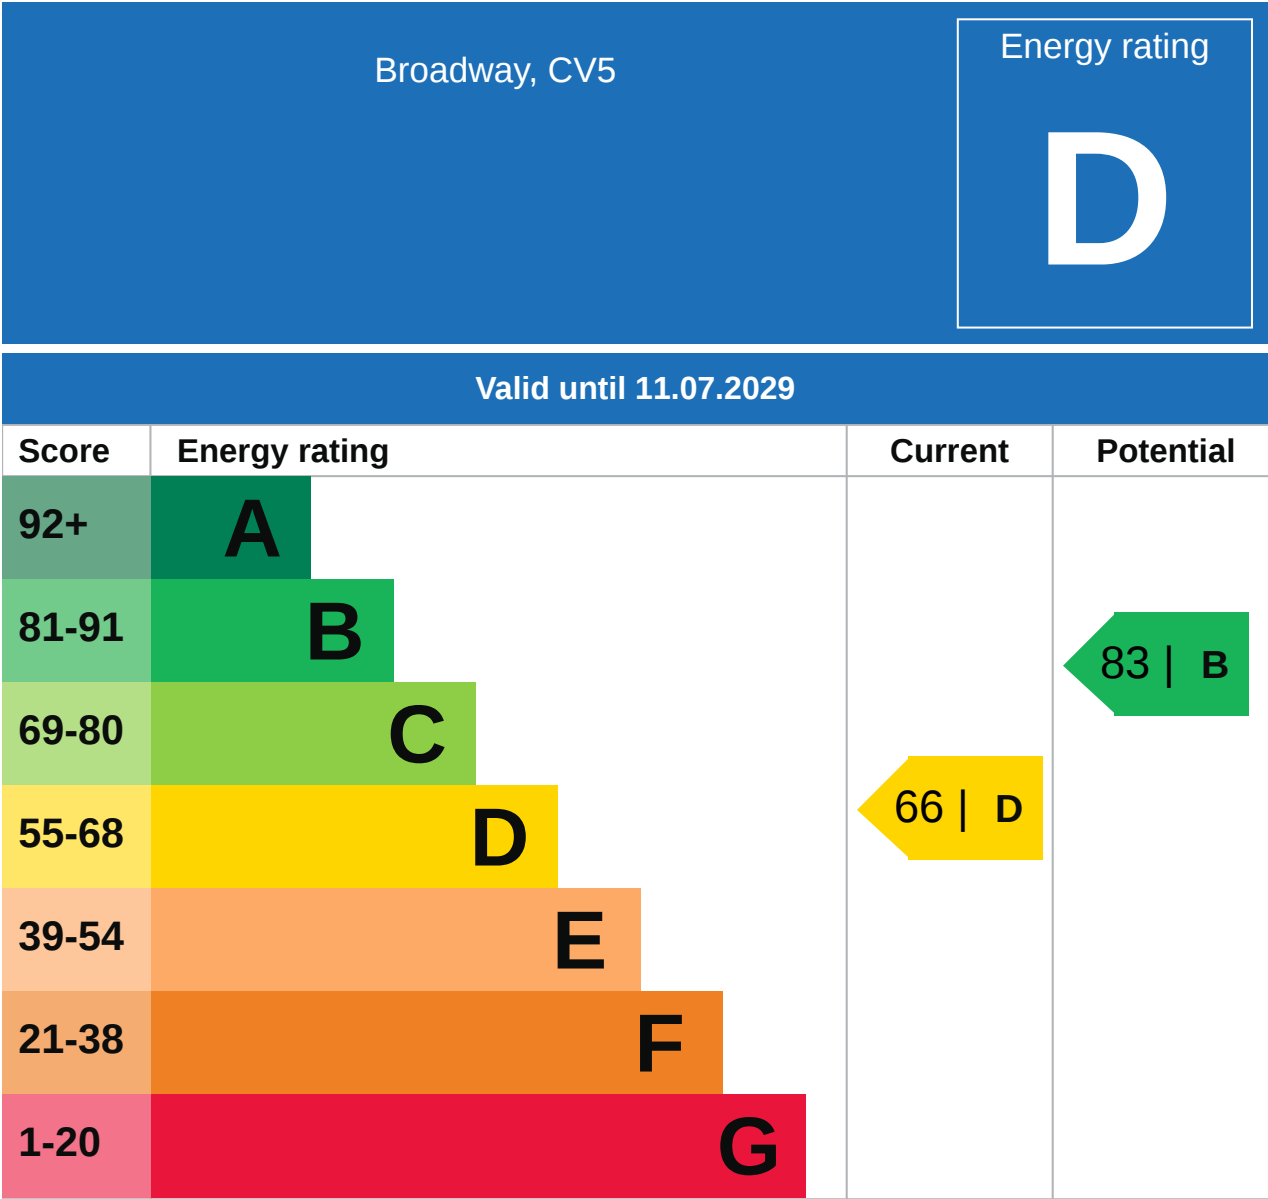 Broadway, CV5
Energy rating
D
Valid until 11.07.2029
Score Energy rating Current Potential
92+ A
81-91 B
83 | B
69-80 C
55-68 D
66 | D
39-54 E
21-38 F
1-20 G